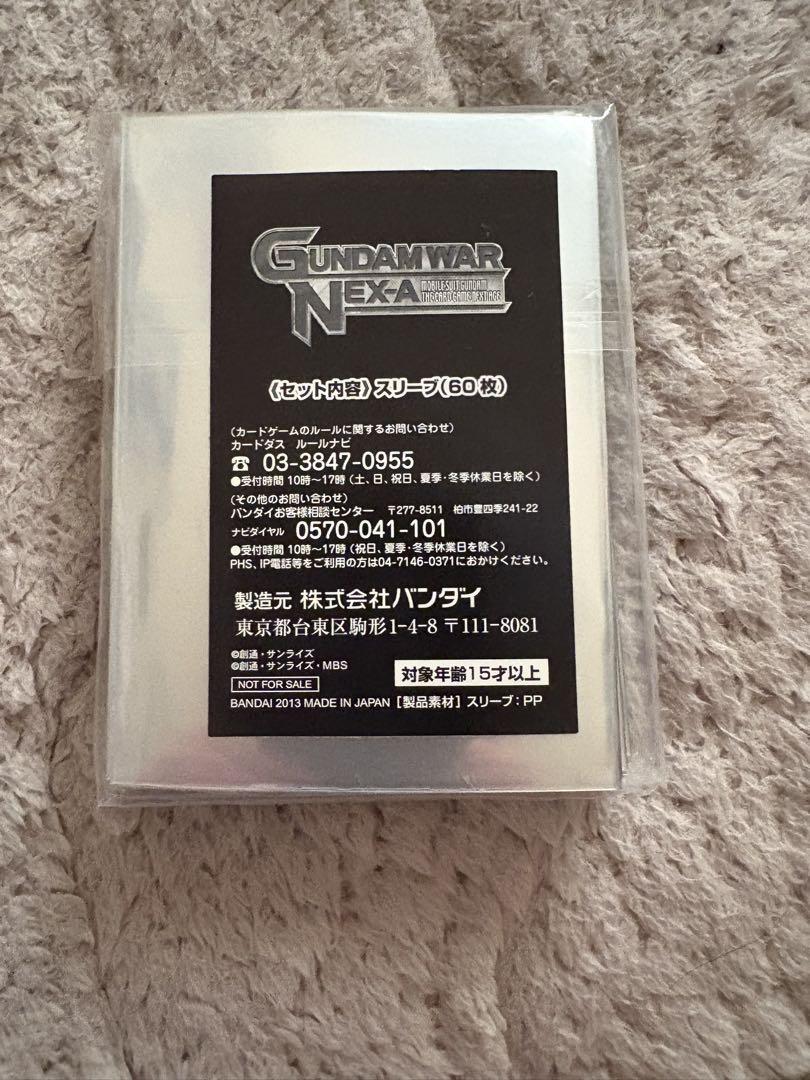 GUNDAM WAR
NEX-A MOBILE SUIT GUNDAM
THE CARD GAME NEXT AGE
《セット内容》スリーブ(60枚)
(カードゲームのルールに関するお問い合わせ)
カードダス ルールナビ
☎ 03-3847-0955
●受付時間 10時〜17時(土、日、祝日、夏季・冬季休業日を除く)
(その他のお問い合わせ)
バンダイお客様相談センター 〒277-8511 柏市豊四季241-22
ナビダイヤル 0570-041-101
●受付時間 10時〜17時(祝日、夏季・冬季休業日を除く)
PHS、IP電話等をご利用の方は04-7146-0371におかけください。
製造元 株式会社バンダイ
東京都台東区駒形1-4-8 〒111-8081
©創通・サンライズ
©創通・サンライズ・MBS
対象年齢15才以上
NOT FOR SALE
BANDAI 2013 MADE IN JAPAN [製品素材]スリーブ:PP